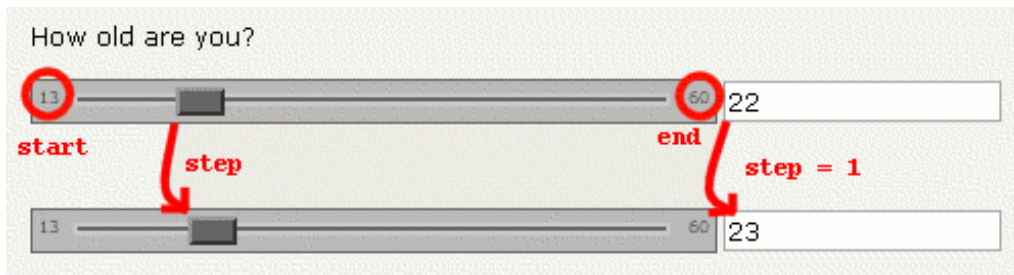 How old are you?
13 60 22
start end
step step = 1
13 60 23